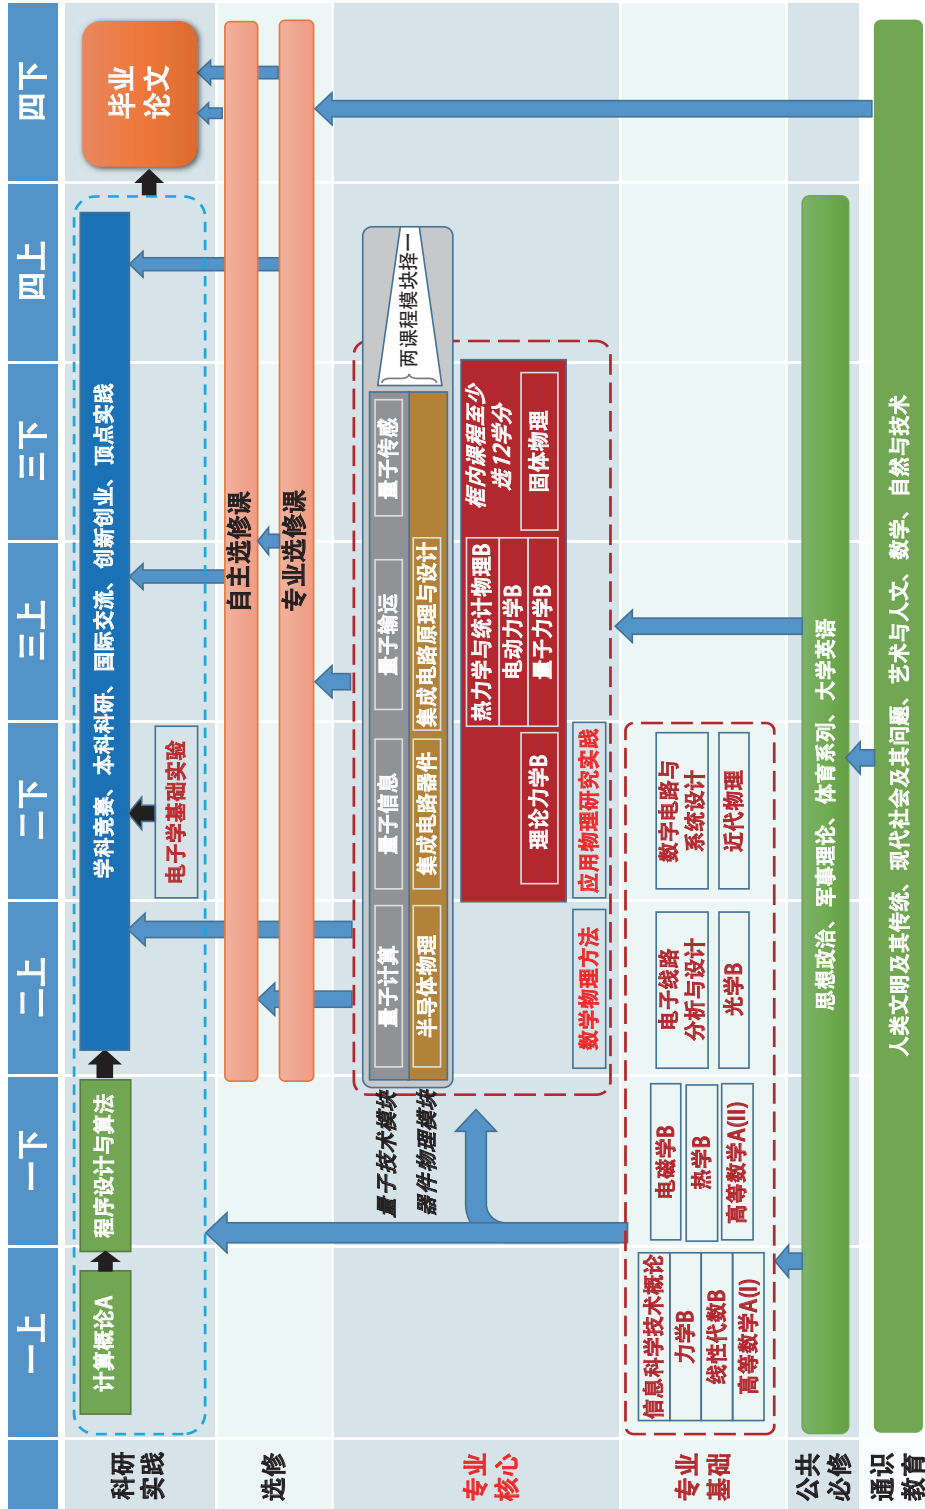 一上
一下
二上
二下
三上
三下
四上
四下
科研
实践
计算概论A
程序设计与算法
学科竞赛、本科科研、国际交流、创新创业、顶点实践
电子学基础实验
毕业
论文
选修
自主选修课
专业选修课
专业
核心
量子技术模块
量子计算
量子信息
量子输运
量子传感
器件物理模块
半导体物理
集成电路器件
集成电路原理与设计
两课程模块择一
框内课程至少
选12学分
理论力学B
热力学与统计物理B
电动力学B
量子力学B
固体物理
数学物理方法
应用物理研究实践
专业
基础
信息科学技术概论
力学B
线性代数B
高等数学A(I)
电磁学B
热学B
高等数学A(II)
电子线路
分析与设计
光学B
数字电路与
系统设计
近代物理
公共
必修
思想政治、军事理论、体育系列、大学英语
通识
教育
人类文明及其传统、现代社会及其问题、艺术与人文、数学、自然与技术